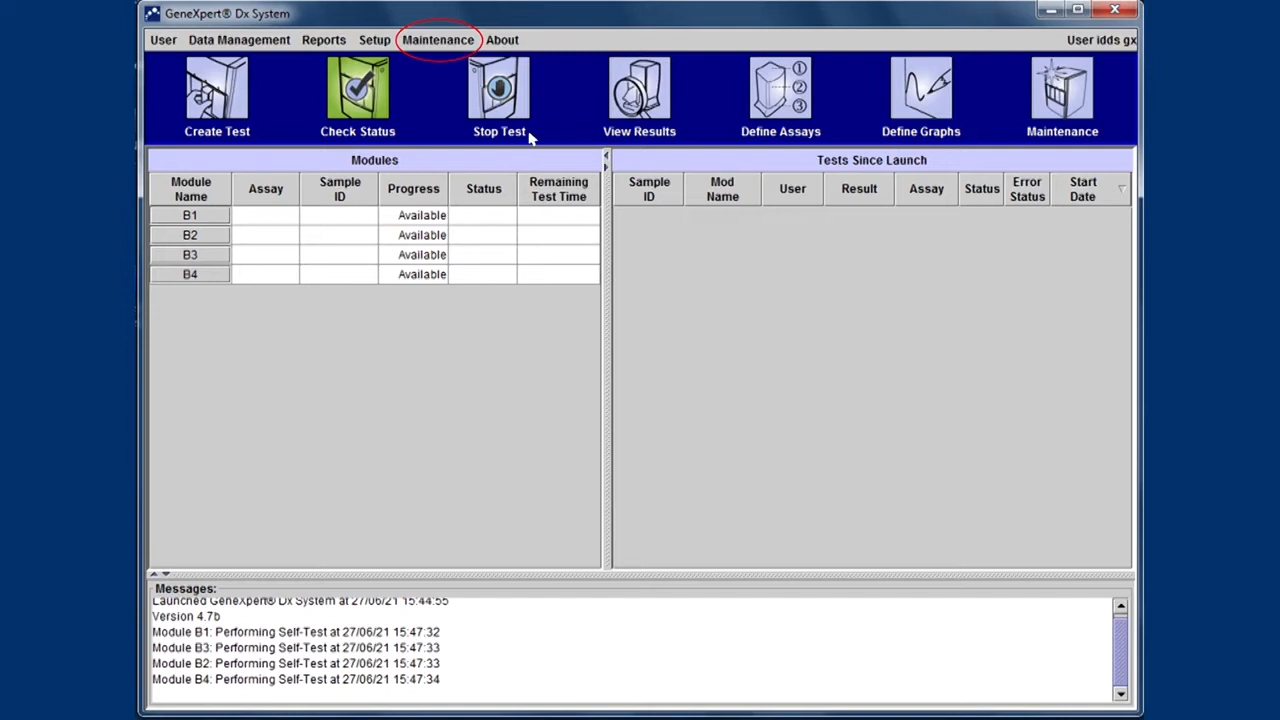 GeneXpert® Dx System
User Data Management Reports Setup Maintenance About User idds gx
Create Test Check Status Stop Test View Results Define Assays Define Graphs Maintenance
Modules
Module Name Assay Sample ID Progress Status Remaining Test Time
B1 Available
B2 Available
B3 Available
B4 Available
Tests Since Launch
Sample ID Mod Name User Result Assay Status Error Status Start Date
Messages:
Launched GeneXpert® Dx System at 27/06/21 15:44:55
Version 4.7b
Module B1: Performing Self-Test at 27/06/21 15:47:32
Module B3: Performing Self-Test at 27/06/21 15:47:33
Module B2: Performing Self-Test at 27/06/21 15:47:33
Module B4: Performing Self-Test at 27/06/21 15:47:34